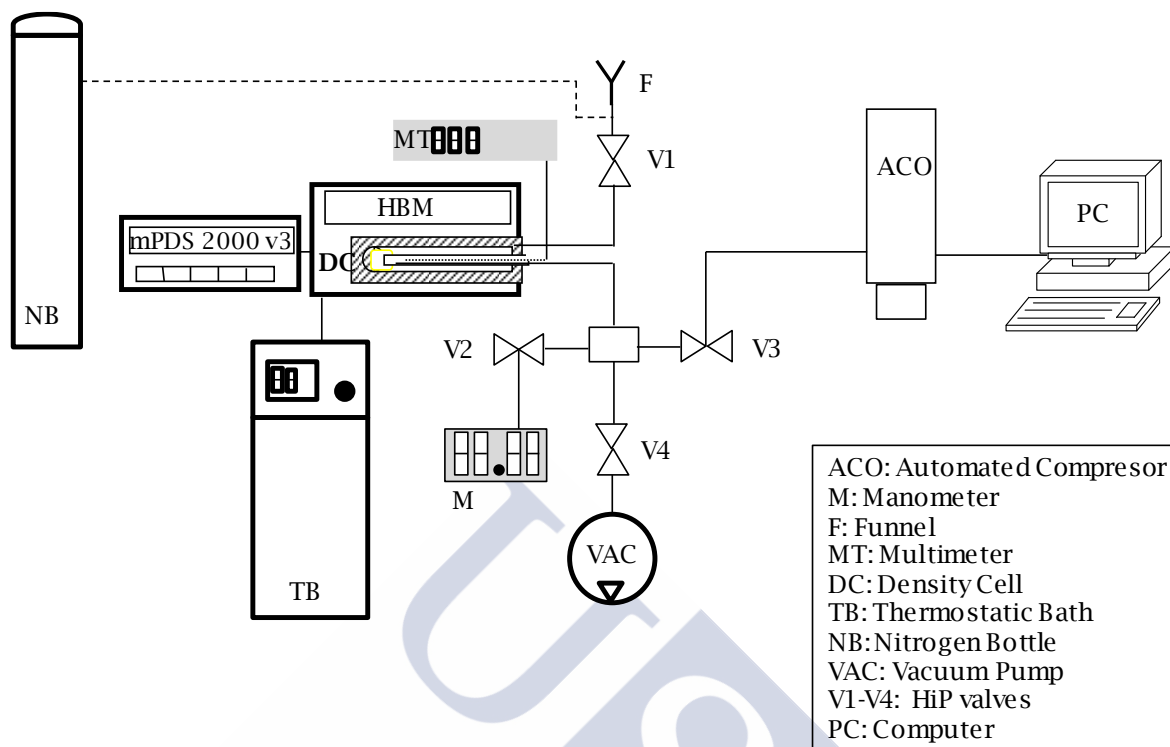 F
MT
V1
ACO
HBM
PC
mPDS 2000 v3
DC
NB
V2
V3
V4
M
VAC
TB
ACO: Automated Compresor
M: Manometer
F: Funnel
MT: Multimeter
DC: Density Cell
TB: Thermostatic Bath
NB: Nitrogen Bottle
VAC: Vacuum Pump
V1-V4: HiP valves
PC: Computer